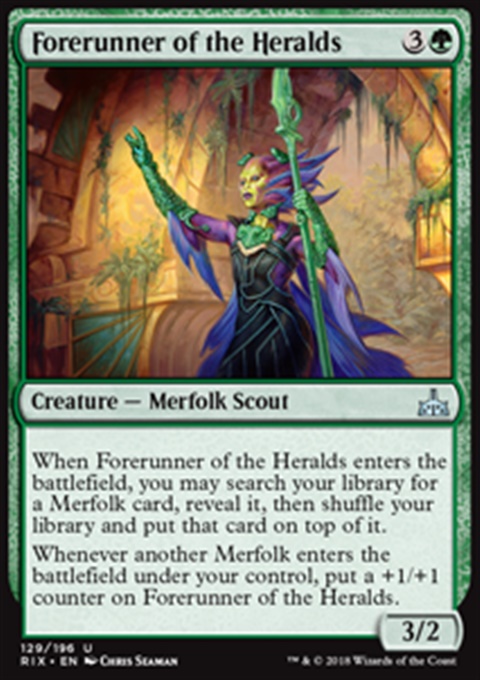 Forerunner of the Heralds 3
Creature — Merfolk Scout
When Forerunner of the Heralds enters the
battlefield, you may search your library for
a Merfolk card, reveal it, then shuffle your
library and put that card on top of it.
Whenever another Merfolk enters the
battlefield under your control, put a +1/+1
counter on Forerunner of the Heralds.
3/2
129/196 U
RIX • EN Chris Seaman
™ & © 2018 Wizards of the Coast